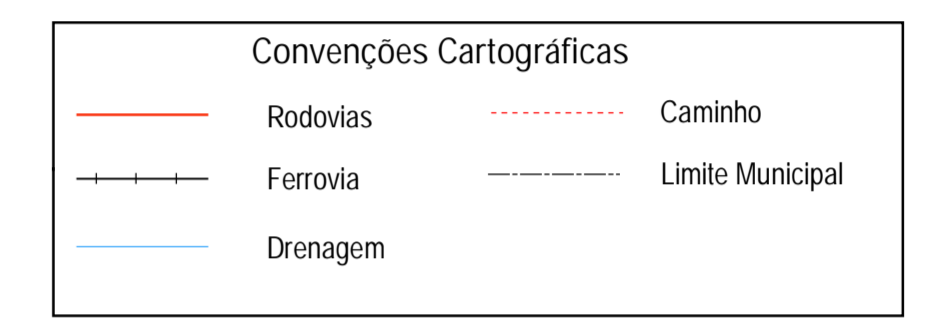 Convenções Cartográficas
Rodovias
Caminho
Ferrovia
Limite Municipal
Drenagem